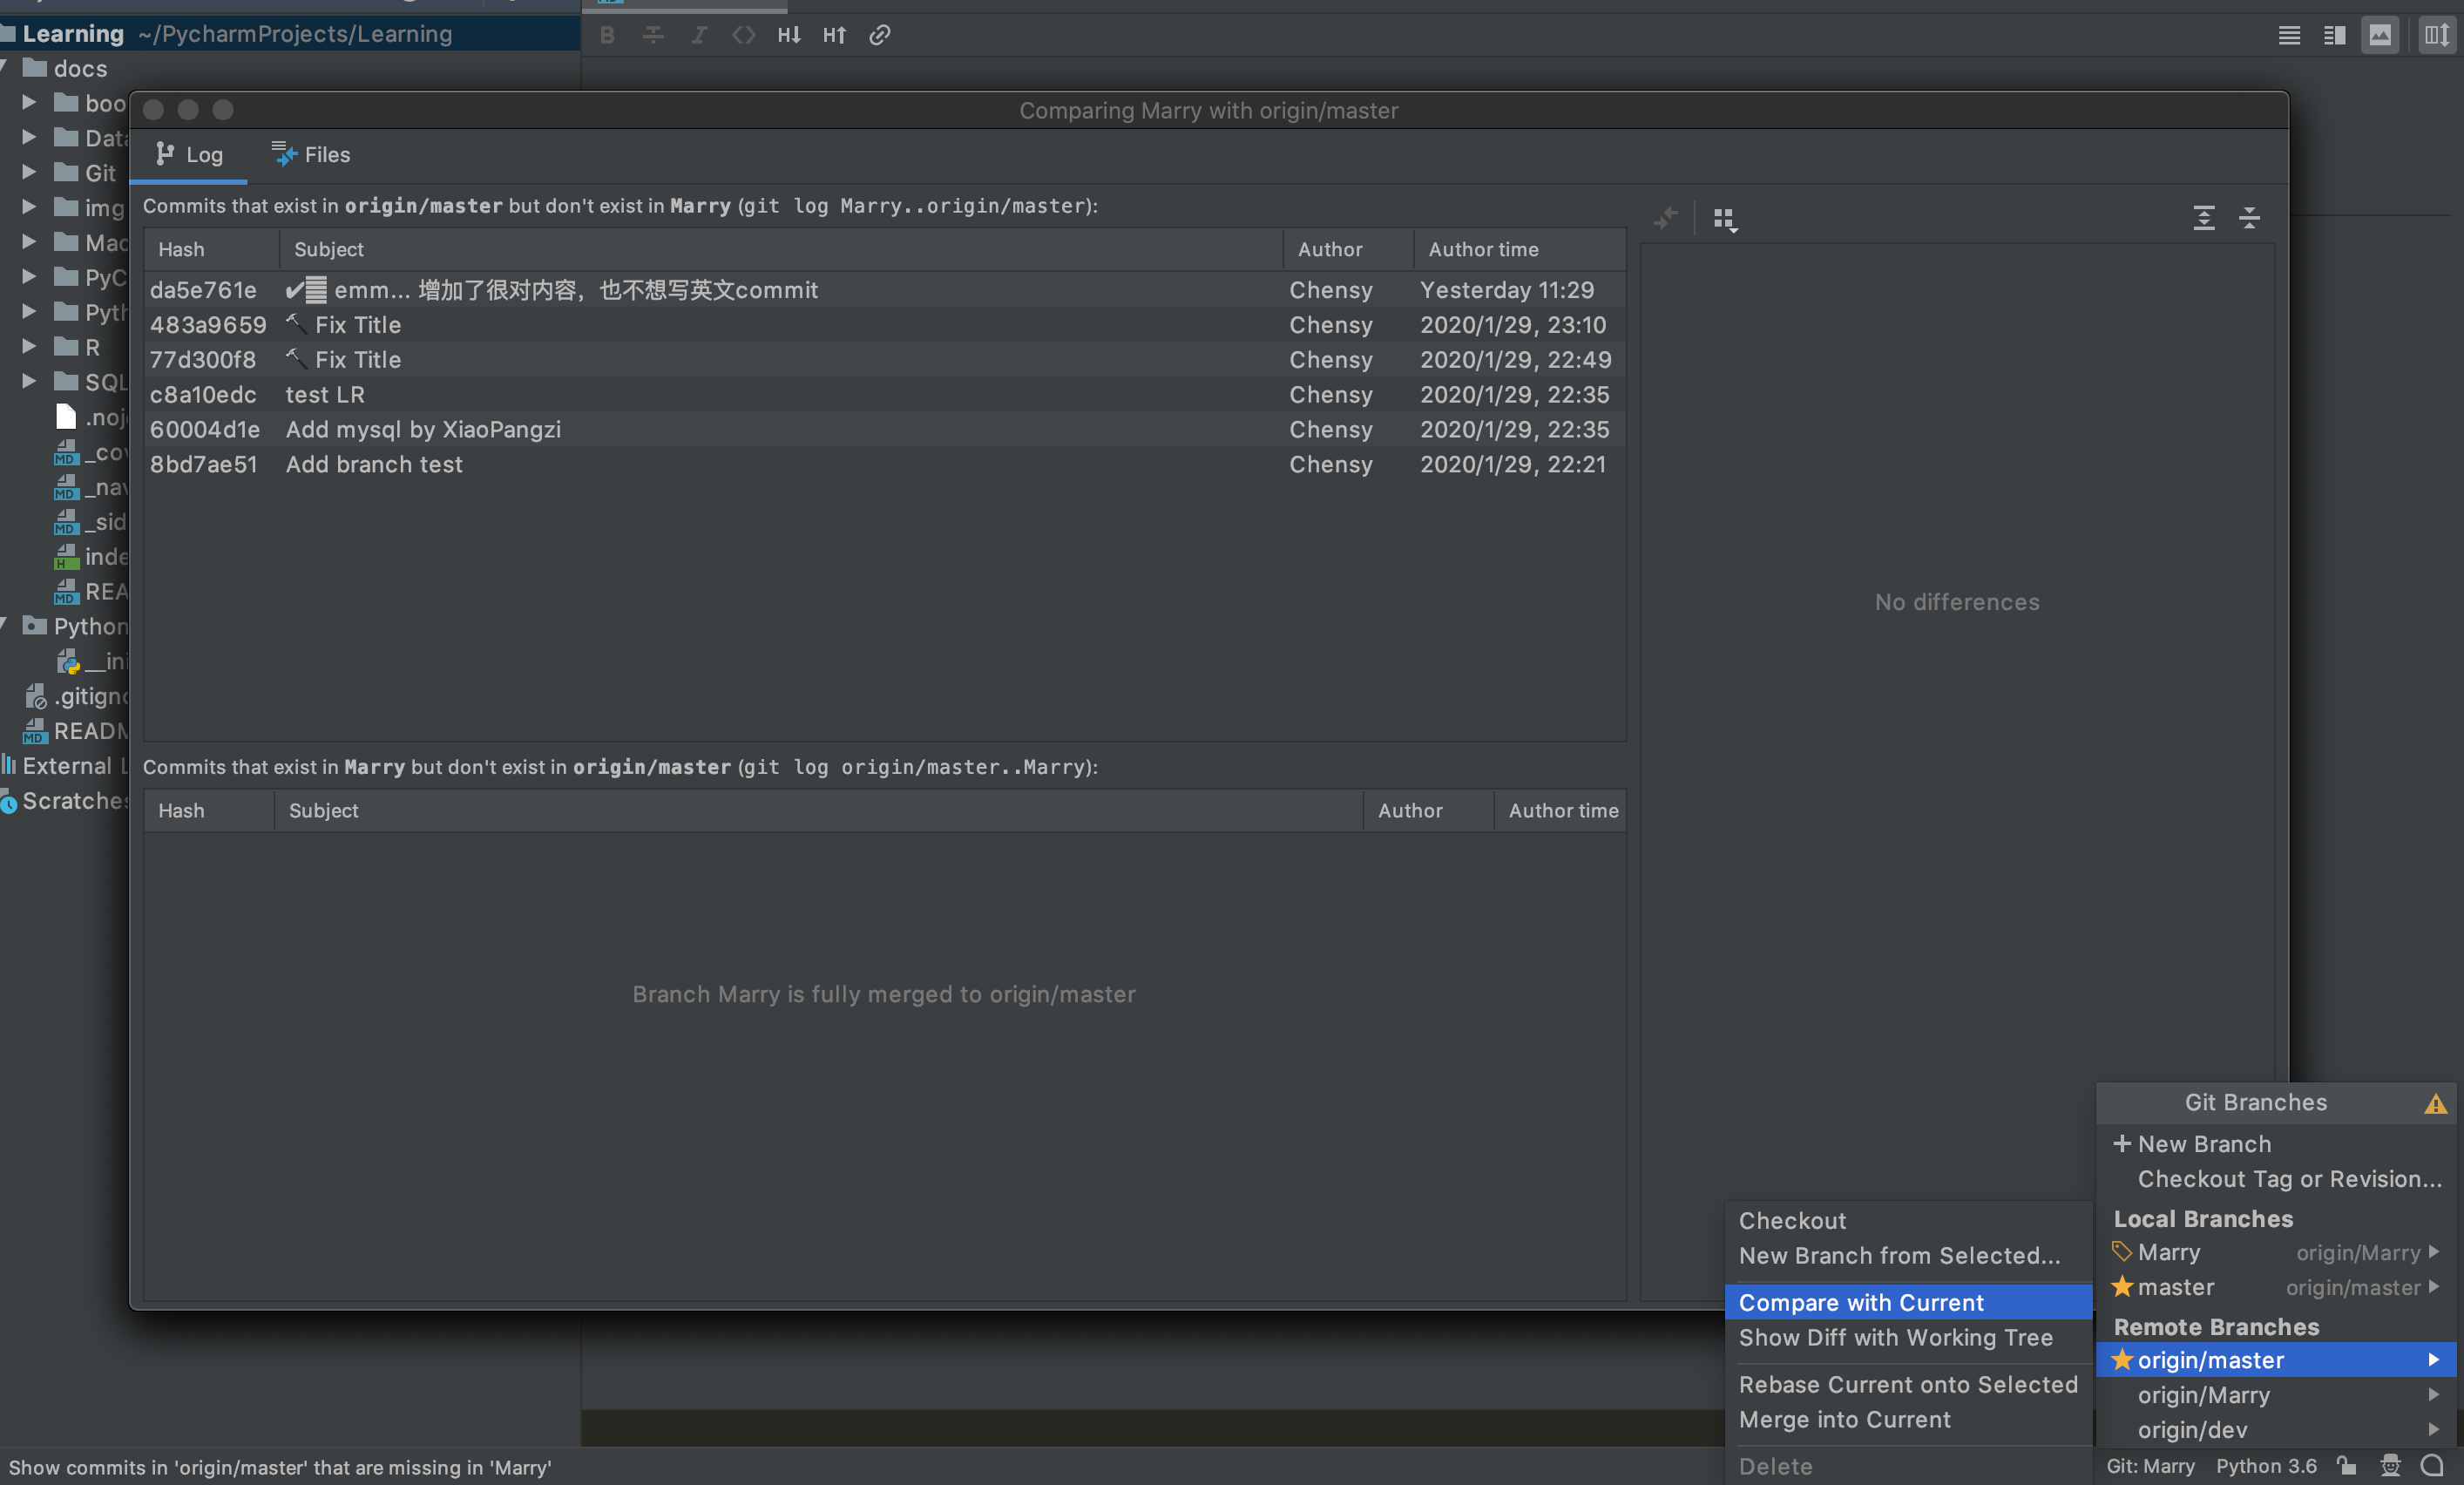 Learning ~/PycharmProjects/Learning
B I H↓ H↑
docs
boo
Data
Git
img
Mac
PyC
Pyth
R
SQL
.noj
MD _cov
MD _nav
MD _sid
H inde
MD REA
Python
__ini
.gitigno
MD READM
External L
Scratches
Comparing Marry with origin/master
Log Files
Commits that exist in origin/master but don't exist in Marry (git log Marry..origin/master):
Hash Subject Author Author time
da5e761e ✔ emm... 增加了很对内容，也不想写英文commit Chensy Yesterday 11:29
483a9659 🔨 Fix Title Chensy 2020/1/29, 23:10
77d300f8 🔨 Fix Title Chensy 2020/1/29, 22:49
c8a10edc test LR Chensy 2020/1/29, 22:35
60004d1e Add mysql by XiaoPangzi Chensy 2020/1/29, 22:35
8bd7ae51 Add branch test Chensy 2020/1/29, 22:21
No differences
Commits that exist in Marry but don't exist in origin/master (git log origin/master..Marry):
Hash Subject Author Author time
Branch Marry is fully merged to origin/master
Checkout
New Branch from Selected...
Compare with Current
Show Diff with Working Tree
Rebase Current onto Selected
Merge into Current
Delete
Git Branches
+ New Branch
Checkout Tag or Revision...
Local Branches
Marry origin/Marry
master origin/master
Remote Branches
origin/master
origin/Marry
origin/dev
Show commits in 'origin/master' that are missing in 'Marry'
Git: Marry Python 3.6